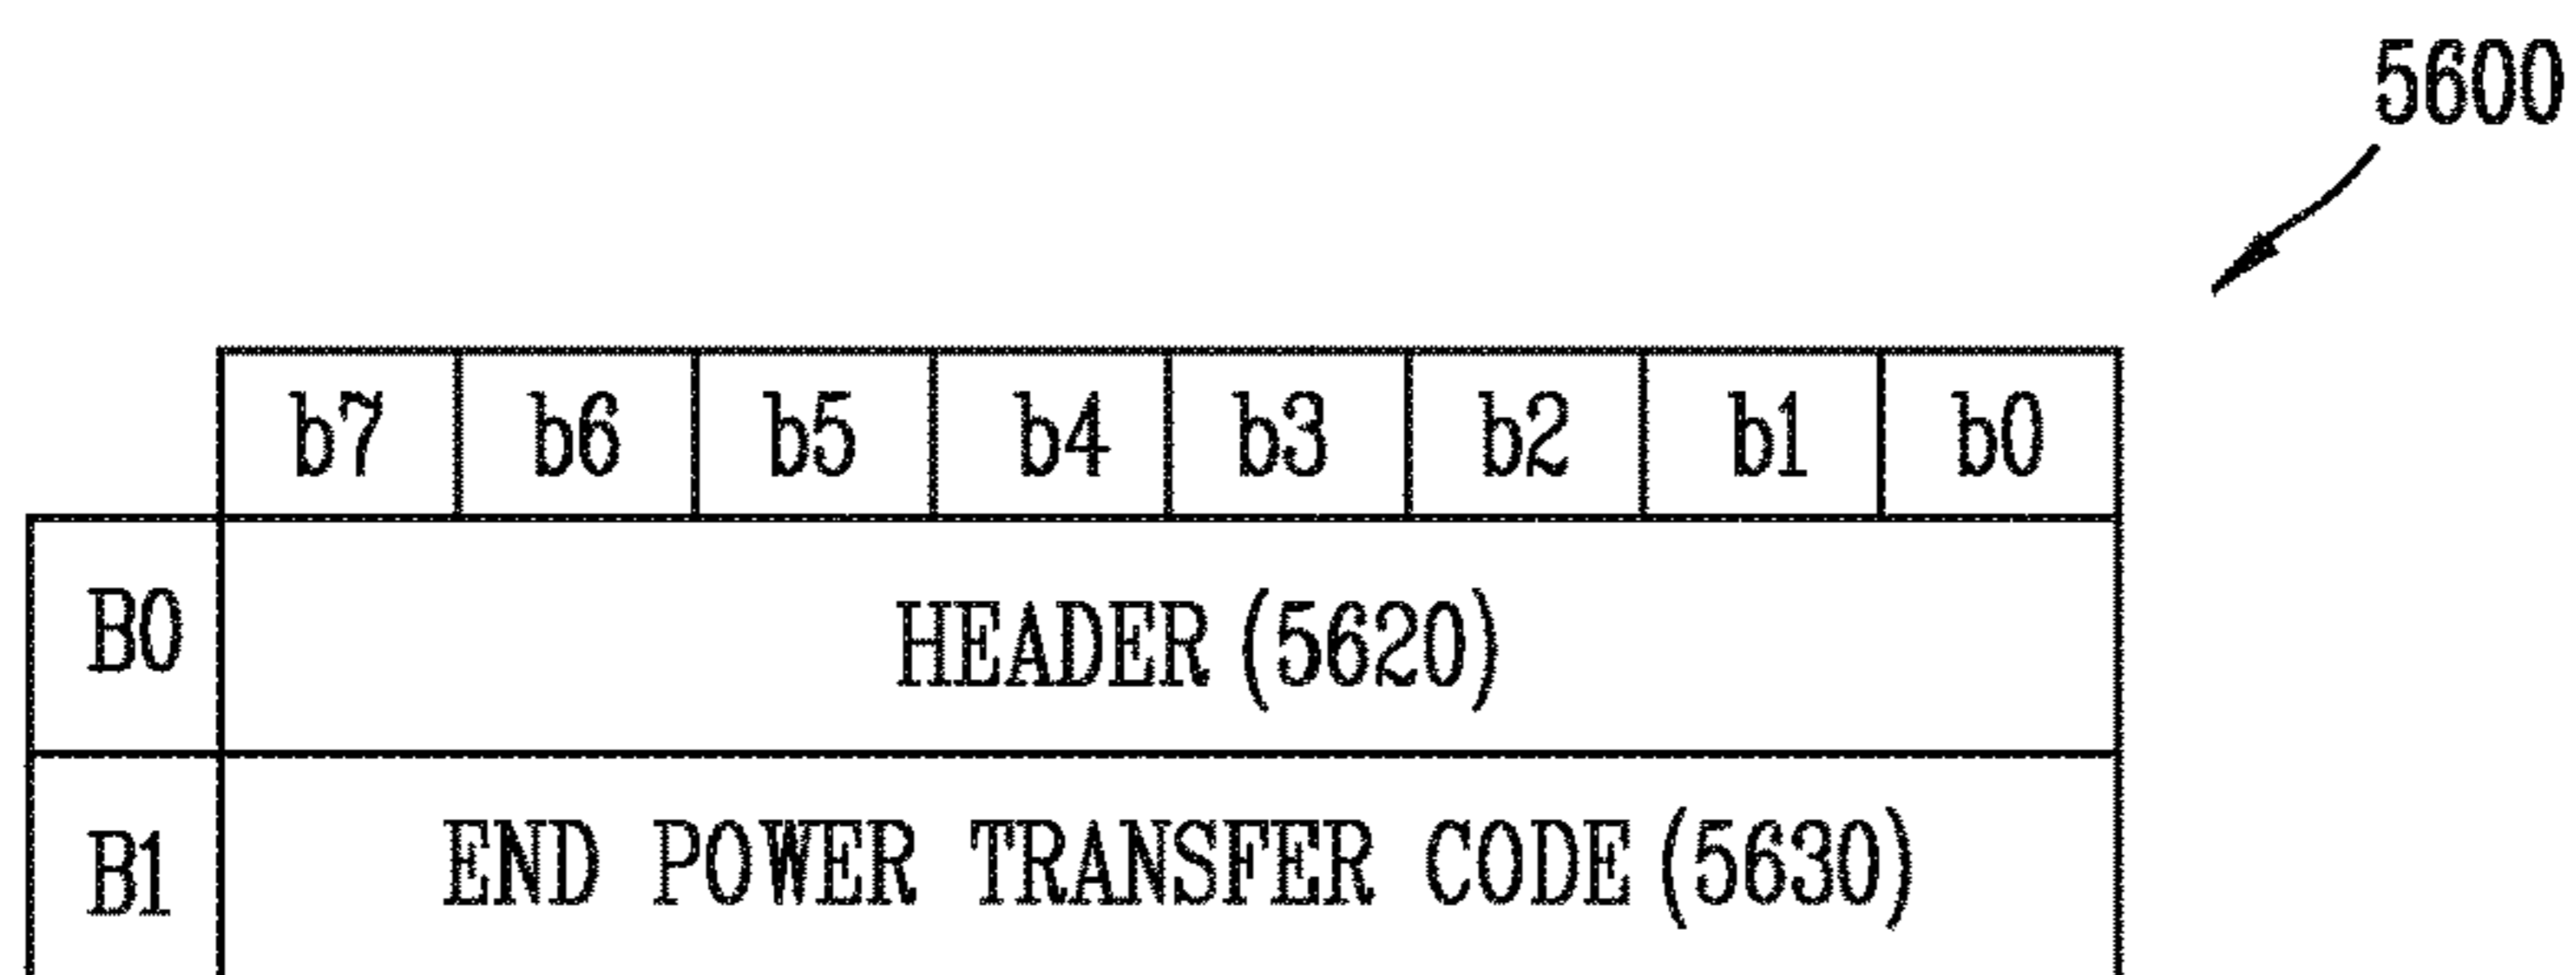 5600
b7 b6 b5 b4 b3 b2 b1 b0
B0 HEADER (5620)
B1 END POWER TRANSFER CODE (5630)